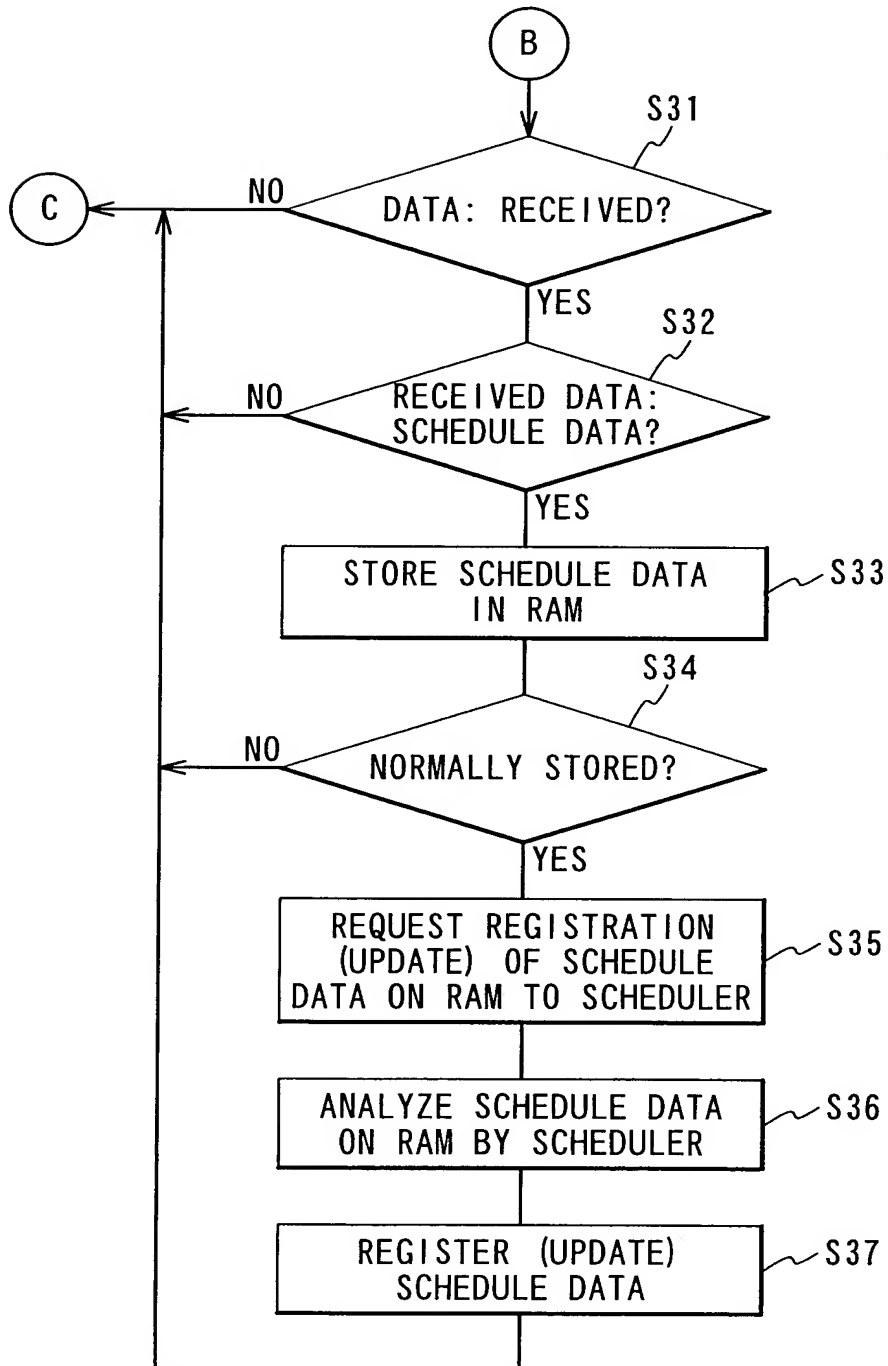 B
S31
C
NO
DATA: RECEIVED?
YES
S32
NO
RECEIVED DATA:
SCHEDULE DATA?
YES
STORE SCHEDULE DATA
IN RAM
S33
S34
NO
NORMALLY STORED?
YES
REQUEST REGISTRATION
(UPDATE) OF SCHEDULE
DATA ON RAM TO SCHEDULER
S35
ANALYZE SCHEDULE DATA
ON RAM BY SCHEDULER
S36
REGISTER (UPDATE)
SCHEDULE DATA
S37